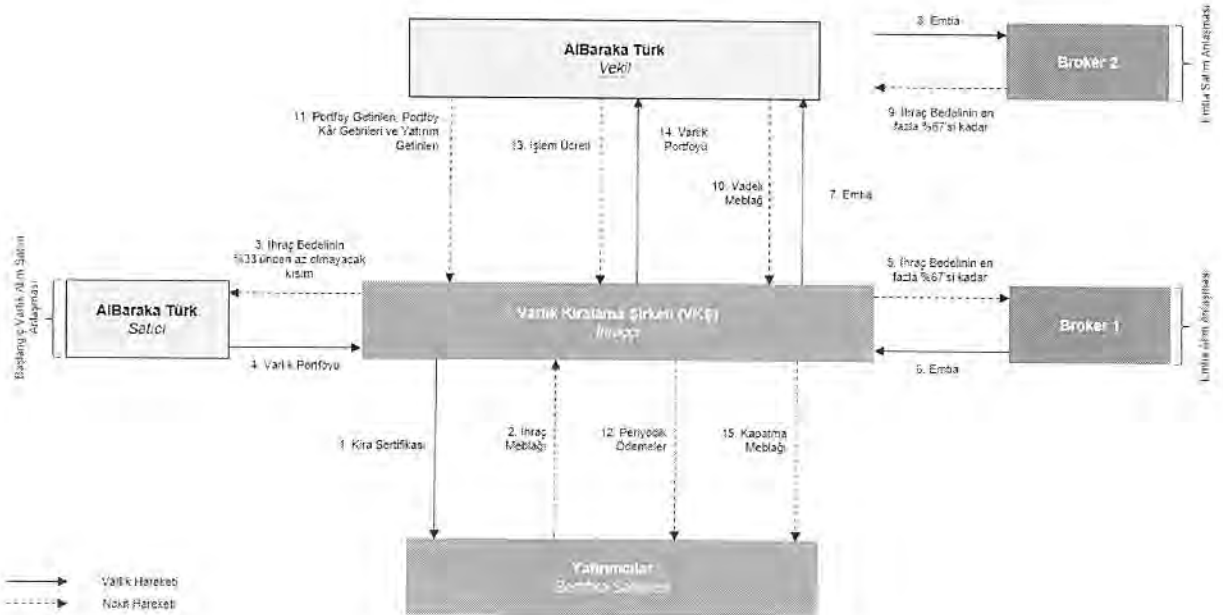 AlBaraka Türk
Vekil
8. Emtia
Broker 2
Emtia Satım Anlaşması
9. İhraç Bedelinin en
fazla %67'si kadar
11. Portföy Getirileri, Portföy
Kâr Getirileri ve Yatırım
Getirileri
13. İşlem Ücreti
14. Varlık
Portföyü
10. Vadeli
Meblağ
7. Emtia
3. İhraç Bedelinin
%33'ünden az olmayacak
kısım
5. İhraç Bedelinin en
fazla %67'si kadar
Başlangıç Varlık Alım Satım
Anlaşması
AlBaraka Türk
Satıcı
Varlık Kiralama Şirketi (VKŞ)
İhraççı
Broker 1
Emtia Alım Anlaşması
4. Varlık Portföyü
6. Emtia
1. Kira Sertifikası
2. İhraç
Meblağı
12. Periyodik
Ödemeler
15. Kapatma
Meblağı
Yatırımcılar
Sertifika Sahipleri
Varlık Hareketi
Nakit Hareketi